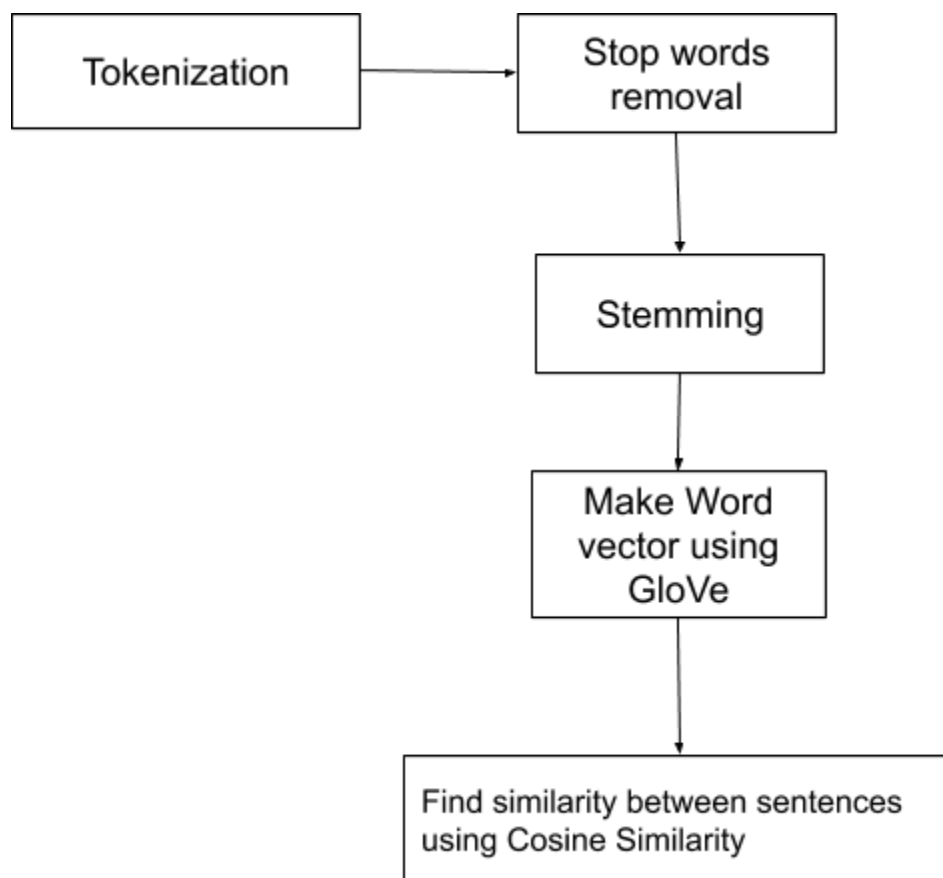 Tokenization
Stop words
removal
Stemming
Make Word
vector using
GloVe
Find similarity between sentences
using Cosine Similarity